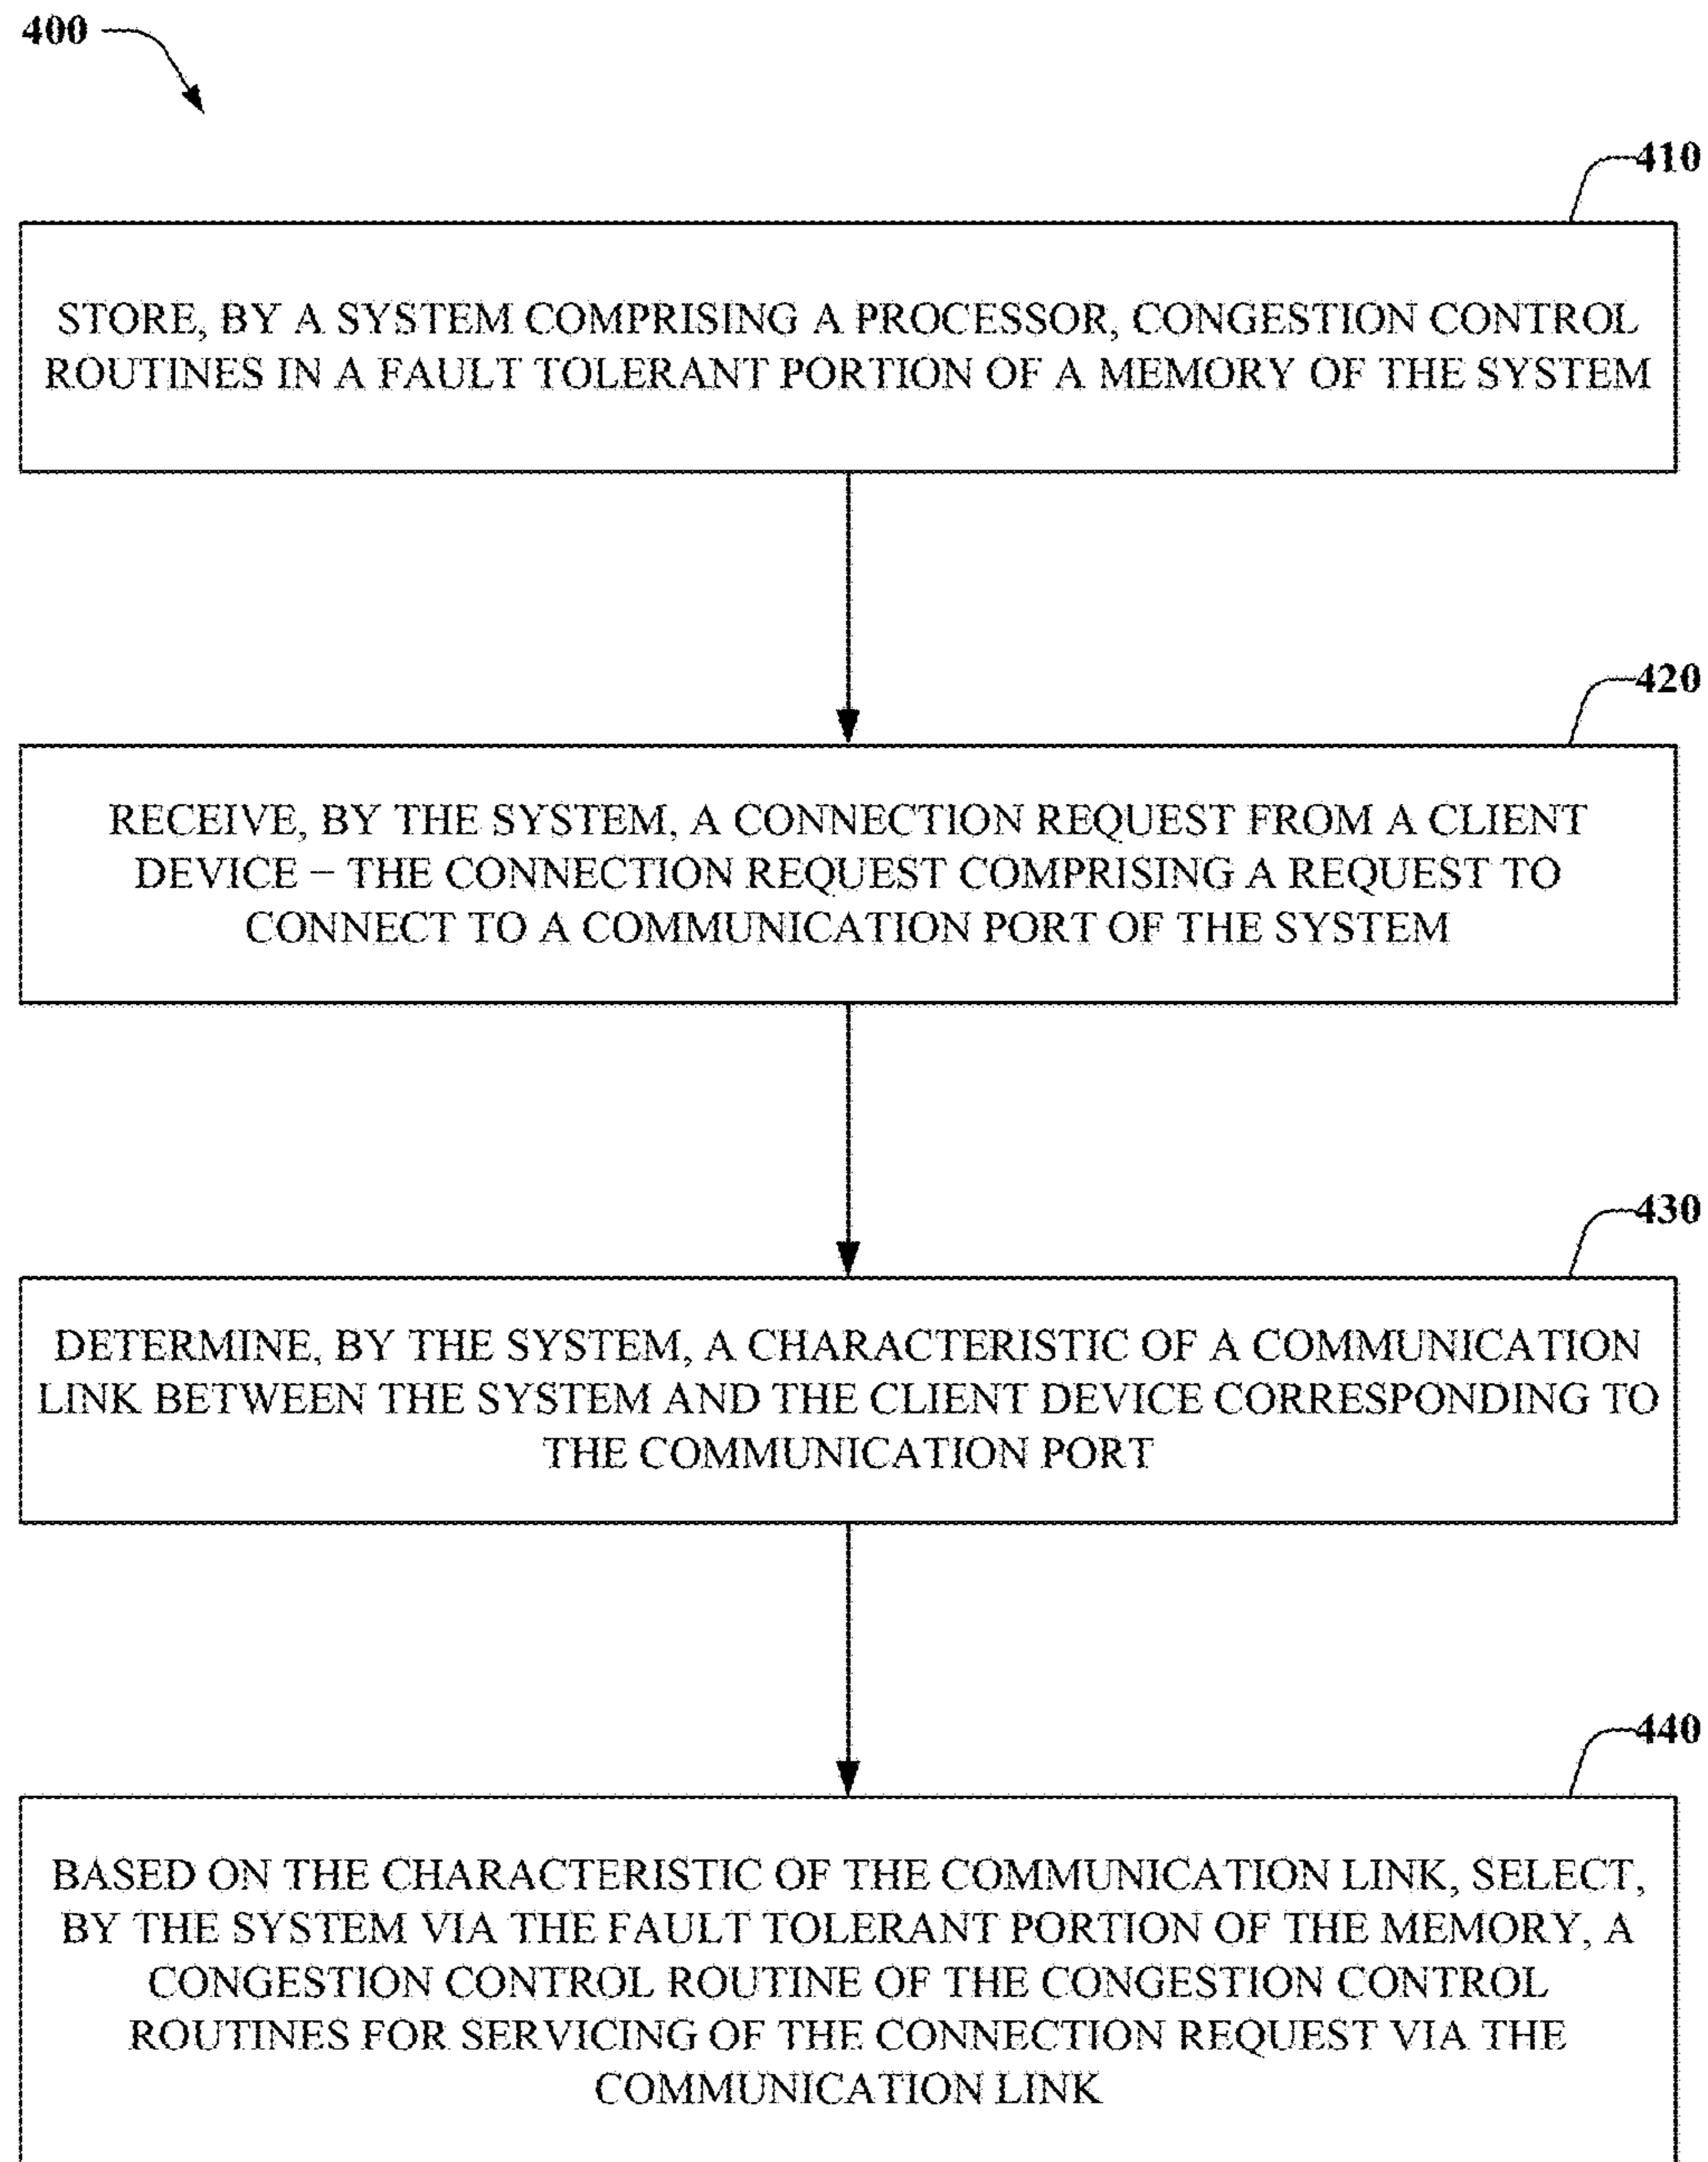 400
410
STORE, BY A SYSTEM COMPRISING A PROCESSOR, CONGESTION CONTROL
ROUTINES IN A FAULT TOLERANT PORTION OF A MEMORY OF THE SYSTEM
420
RECEIVE, BY THE SYSTEM, A CONNECTION REQUEST FROM A CLIENT
DEVICE – THE CONNECTION REQUEST COMPRISING A REQUEST TO
CONNECT TO A COMMUNICATION PORT OF THE SYSTEM
430
DETERMINE, BY THE SYSTEM, A CHARACTERISTIC OF A COMMUNICATION
LINK BETWEEN THE SYSTEM AND THE CLIENT DEVICE CORRESPONDING TO
THE COMMUNICATION PORT
440
BASED ON THE CHARACTERISTIC OF THE COMMUNICATION LINK, SELECT,
BY THE SYSTEM VIA THE FAULT TOLERANT PORTION OF THE MEMORY, A
CONGESTION CONTROL ROUTINE OF THE CONGESTION CONTROL
ROUTINES FOR SERVICING OF THE CONNECTION REQUEST VIA THE
COMMUNICATION LINK